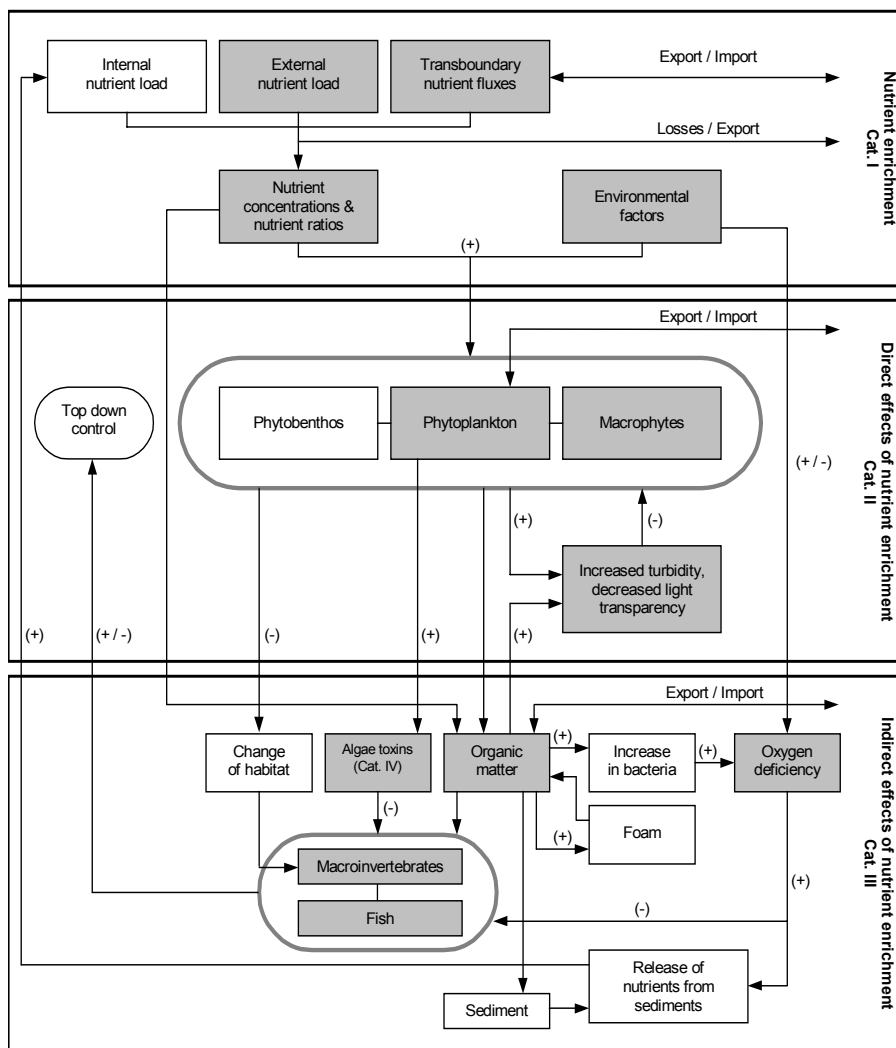 Internal
nutrient load
External
nutrient load
Transboundary
nutrient fluxes
Export / Import
Losses / Export
Nutrient
concentrations &
nutrient ratios
Environmental
factors
(+)
Nutrient enrichment
Cat. I
Export / Import
Top down
control
Phytobenthos
Phytoplankton
Macrophytes
(+ / -)
(+)
(-)
Increased turbidity,
decreased light
transparency
(+)
(+ / -)
(-)
(+)
(+)
Direct effects of nutrient enrichment
Cat. II
Export / Import
Change
of habitat
Algae toxins
(Cat. IV)
Organic
matter
(+)
Increase
in bacteria
(+)
Oxygen
deficiency
(-)
(+)
Foam
Macroinvertebrates
Fish
(+)
(-)
Release of
nutrients from
sediments
Sediment
Indirect effects of nutrient enrichment
Cat. III